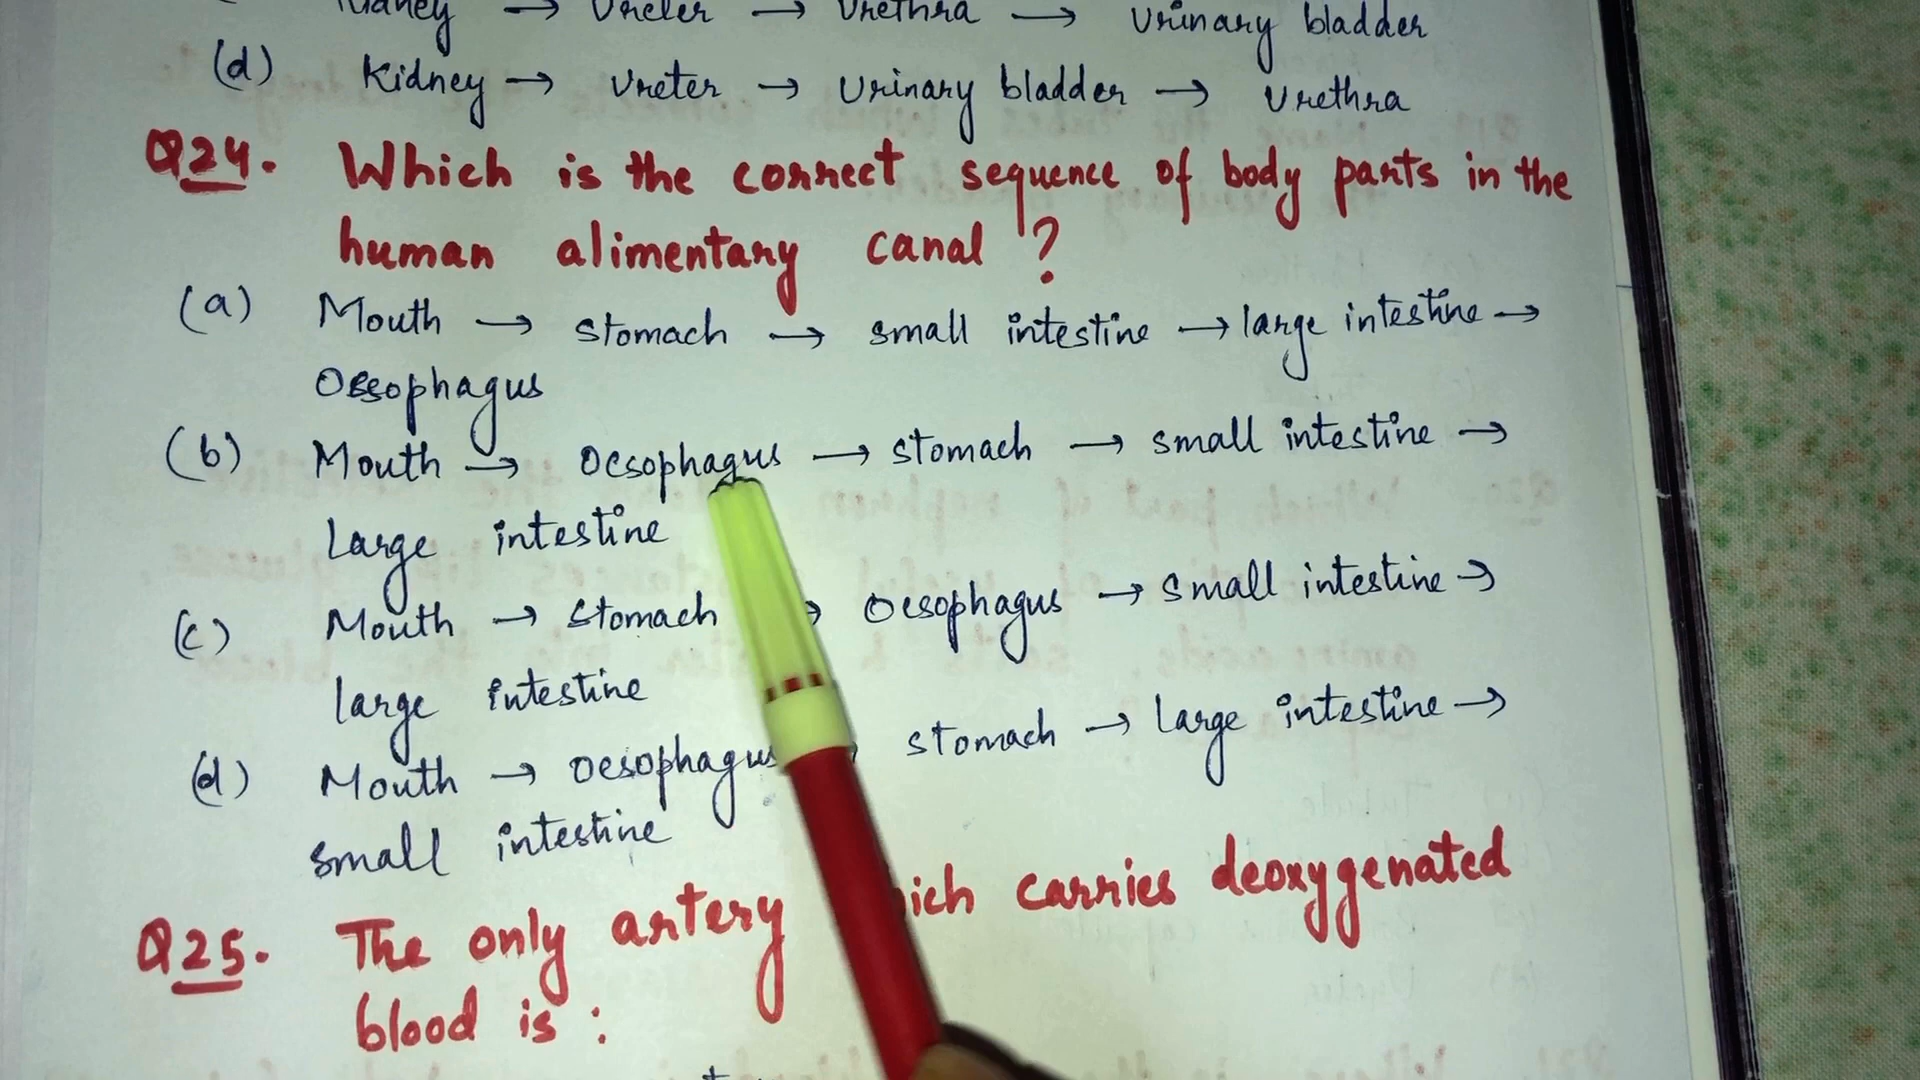 Kidney → Ureter → Urethra → Urinary bladder
(d) Kidney → Ureter → Urinary bladder → Urethra
Q24. Which is the correct sequence of body parts in the
human alimentary canal ?
(a) Mouth → stomach → small intestine → large intestine →
Oesophagus
(b) Mouth → Oesophagus → stomach → small intestine →
Large intestine
(c) Mouth → stomach → Oesophagus → small intestine →
large intestine
(d) Mouth → oesophagus stomach → large intestine →
small intestine
Q25. The only artery which carries deoxygenated
blood is :